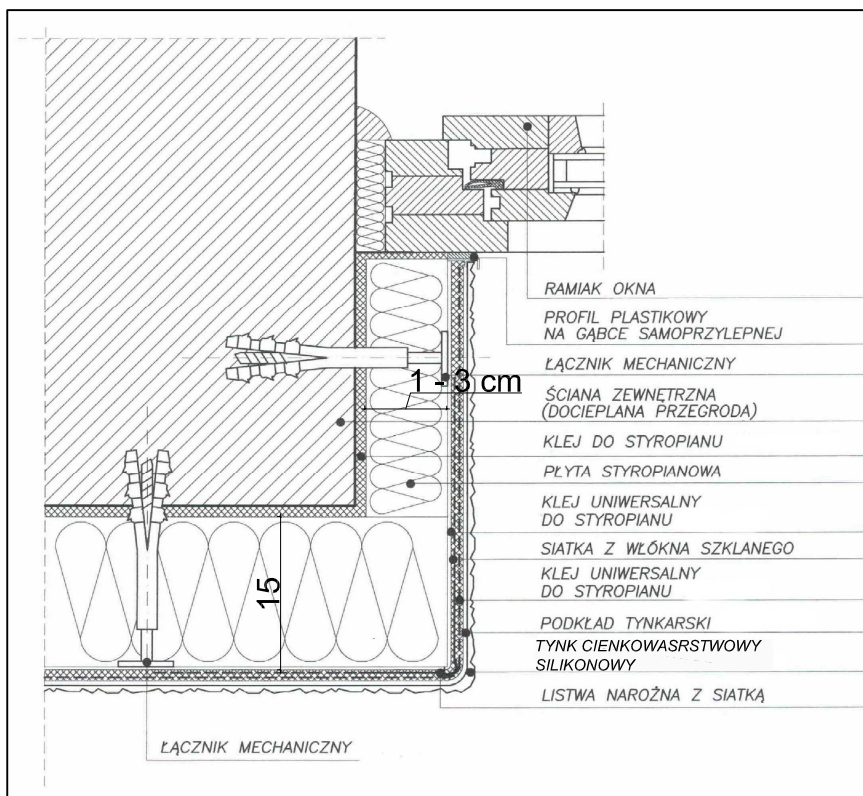 RAMIAK OKNA
PROFIL PLASTIKOWY
NA GĄBCE SAMOPRZYLEPNEJ
ŁĄCZNIK MECHANICZNY
1 - 3 cm
ŚCIANA ZEWNĘTRZNA
(DOCIEPLANA PRZEGRODA)
KLEJ DO STYROPIANU
PŁYTA STYROPIANOWA
KLEJ UNIWERSALNY
DO STYROPIANU
SIATKA Z WŁÓKNA SZKLANEGO
KLEJ UNIWERSALNY
DO STYROPIANU
15
PODKŁAD TYNKARSKI
TYNK CIENKOWASRSTWOWY
SILIKONOWY
LISTWA NAROŻNA Z SIATKĄ
ŁĄCZNIK MECHANICZNY